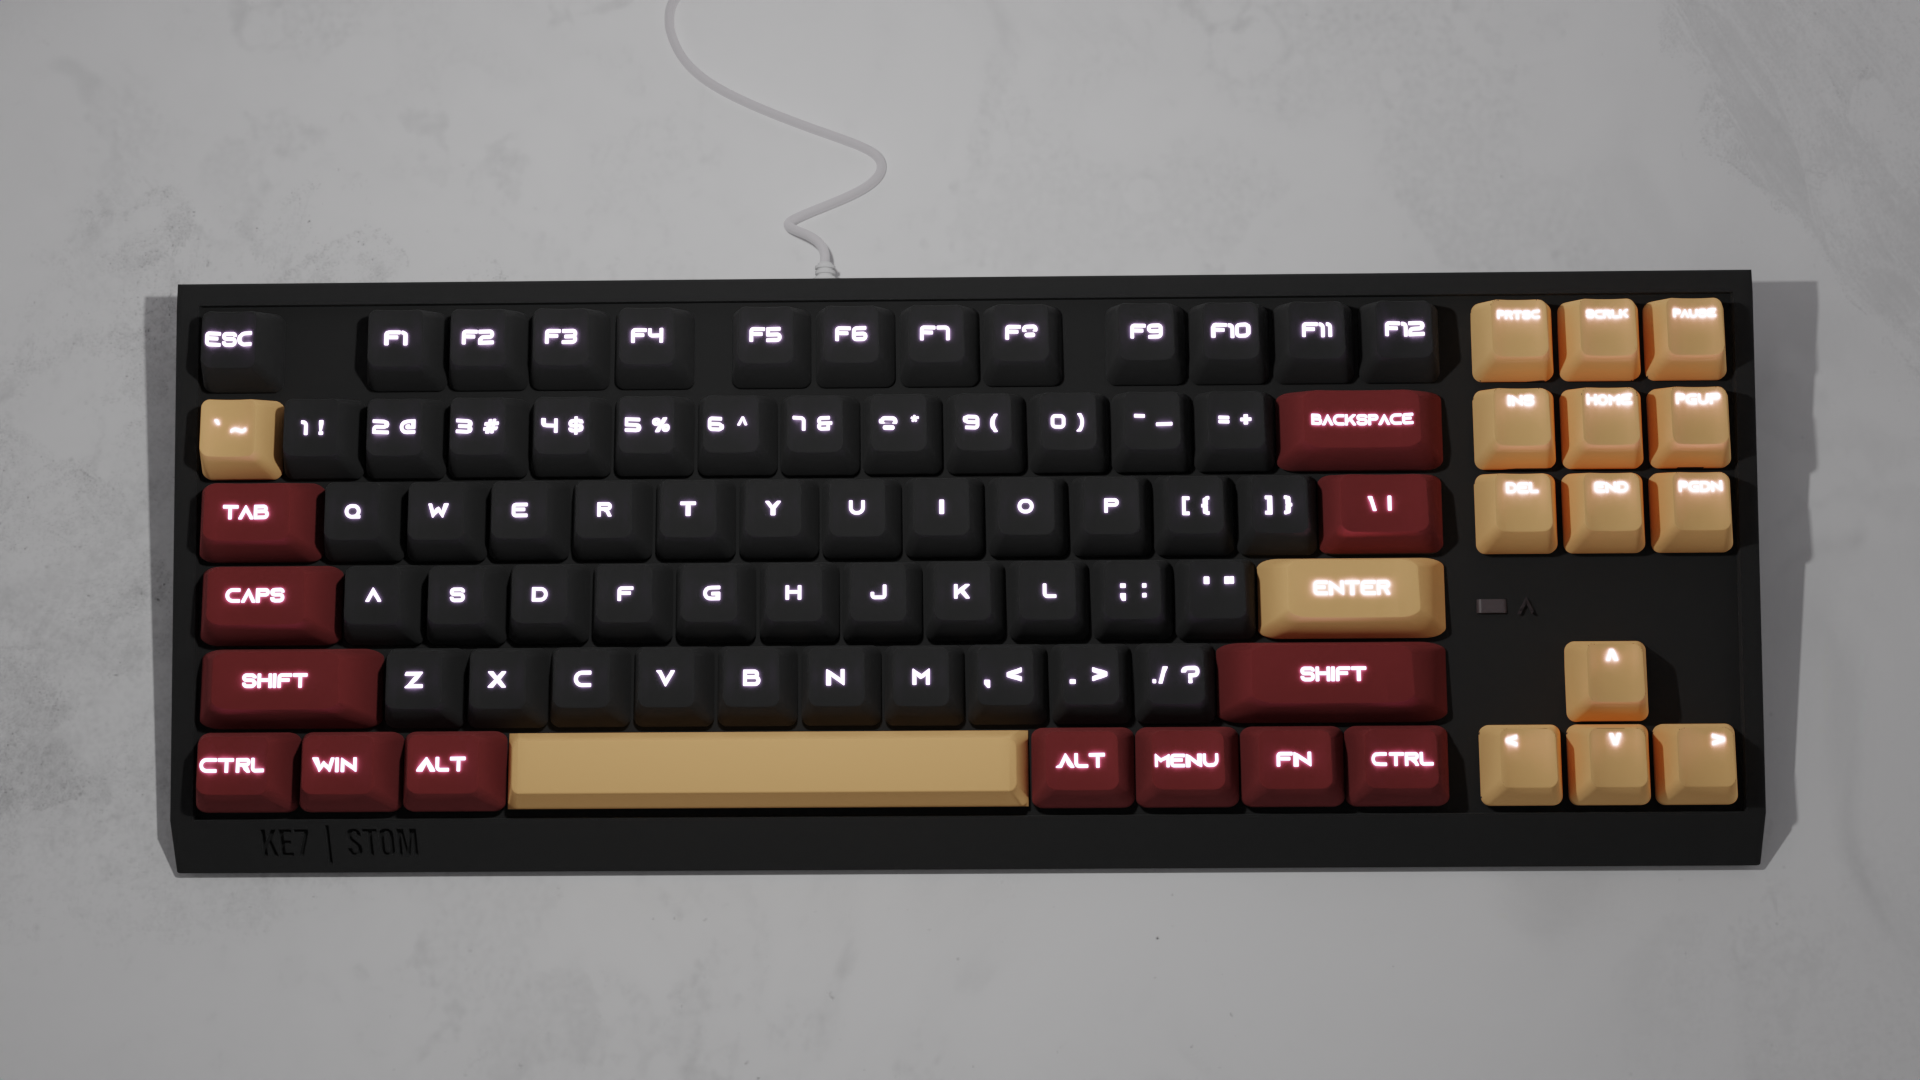 ESC F1 F2 F3 F4 F5 F6 F7 F8 F9 F10 F11 F12 PRTSC SCRLK PAUSE
` ~ 1 ! 2 @ 3 # 4 $ 5 % 6 ^ 7 & 8 * 9 ( 0 ) - _ = + BACKSPACE INS HOME PGUP
TAB Q W E R T Y U I O P [ { ] } \ | DEL END PGDN
CAPS A S D F G H J K L ; : ' " ENTER
SHIFT Z X C V B N M , < . > ./ ? SHIFT ʌ
CTRL WIN ALT ALT MENU FN CTRL < V >
KE7 | STOM